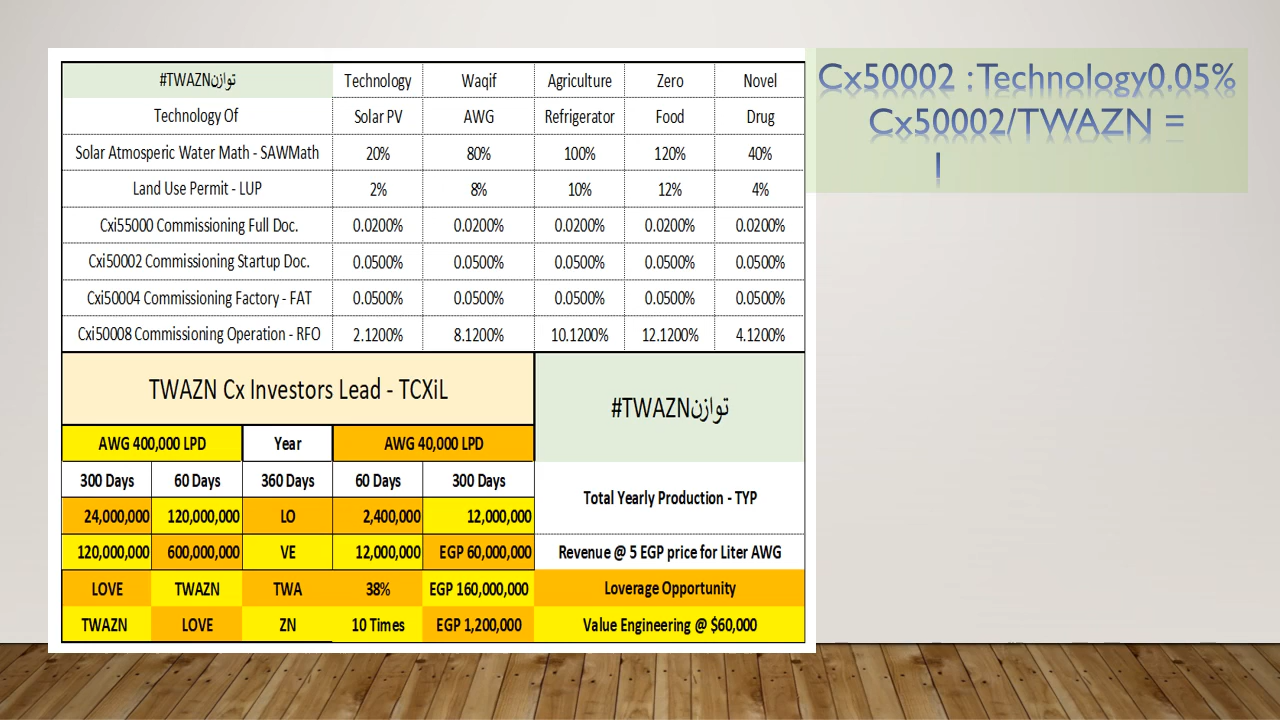 #TWAZNتوازن Technology Waqif Agriculture Zero Novel
Technology Of Solar PV AWG Refrigerator Food Drug
Solar Atmosperic Water Math - SAWMath 20% 80% 100% 120% 40%
Land Use Permit - LUP 2% 8% 10% 12% 4%
Cxi55000 Commissioning Full Doc. 0.0200% 0.0200% 0.0200% 0.0200% 0.0200%
Cxi50002 Commissioning Startup Doc. 0.0500% 0.0500% 0.0500% 0.0500% 0.0500%
Cxi50004 Commissioning Factory - FAT 0.0500% 0.0500% 0.0500% 0.0500% 0.0500%
Cxi50008 Commissioning Operation - RFO 2.1200% 8.1200% 10.1200% 12.1200% 4.1200%
TWAZN Cx Investors Lead - TCXiL
#TWAZNتوازن
AWG 400,000 LPD Year AWG 40,000 LPD
300 Days 60 Days 360 Days 60 Days 300 Days
Total Yearly Production - TYP
24,000,000 120,000,000 LO 2,400,000 12,000,000
120,000,000 600,000,000 VE 12,000,000 EGP 60,000,000 Revenue @ 5 EGP price for Liter AWG
LOVE TWAZN TWA 38% EGP 160,000,000 Loverage Opportunity
TWAZN LOVE ZN 10 Times EGP 1,200,000 Value Engineering @ $60,000
Cx50002 : Technology0.05%
Cx50002/TWAZN =
I